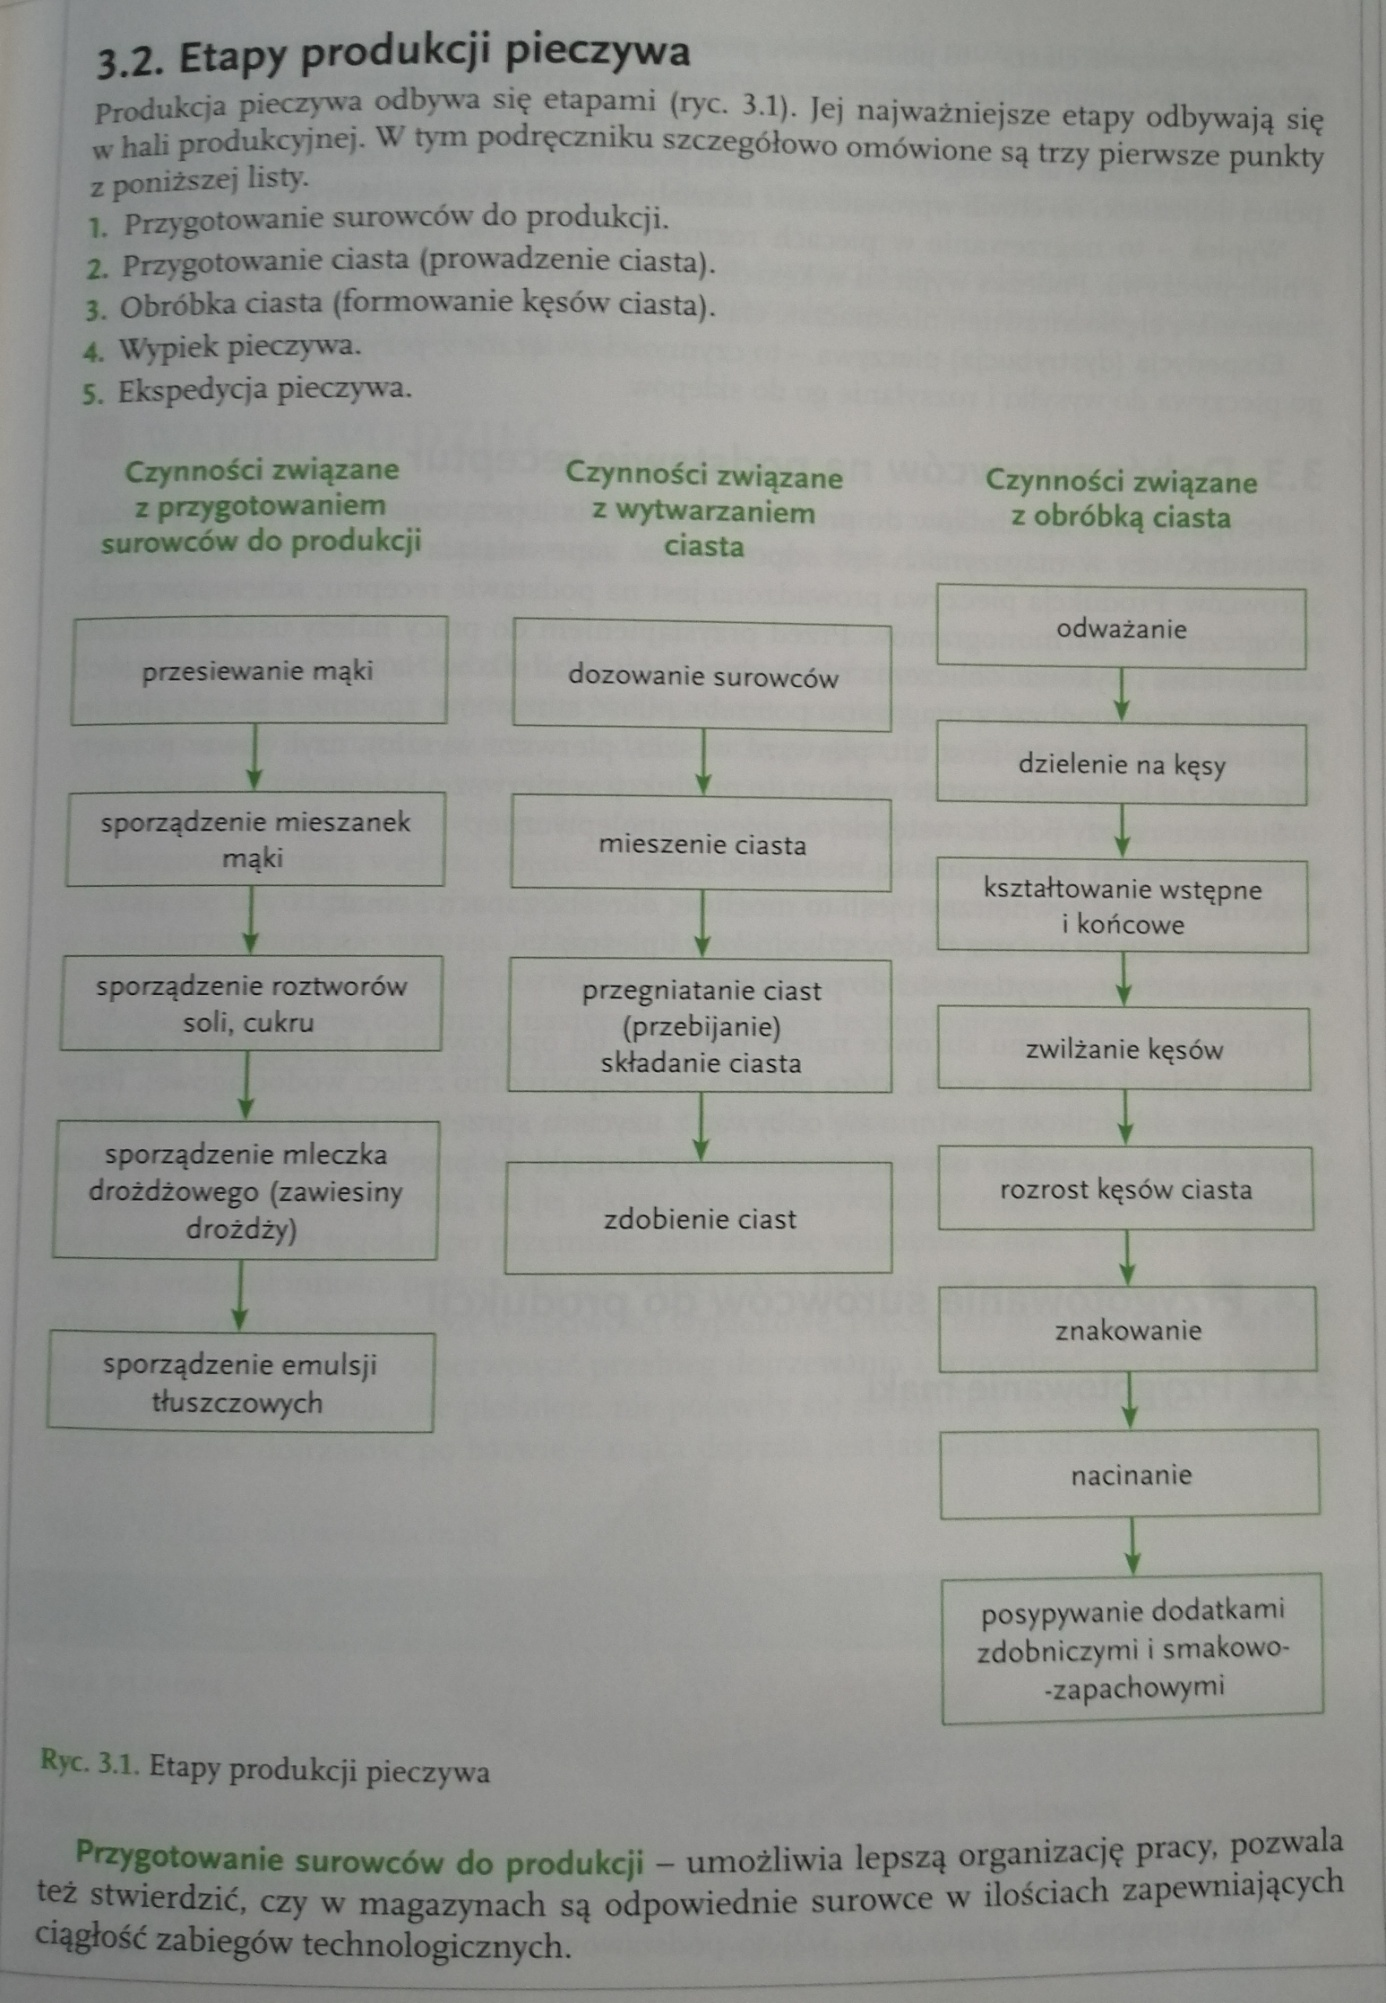 3.2. Etapy produkcji pieczywa
Produkcja pieczywa odbywa się etapami (ryc. 3.1). Jej najważniejsze etapy odbywają się
w hali produkcyjnej. W tym podręczniku szczegółowo omówione są trzy pierwsze punkty
z poniższej listy.
1. Przygotowanie surowców do produkcji.
2. Przygotowanie ciasta (prowadzenie ciasta).
3. Obróbka ciasta (formowanie kęsów ciasta).
4. Wypiek pieczywa.
5. Ekspedycja pieczywa.
Czynności związane
z przygotowaniem
surowców do produkcji
przesiewanie mąki
sporządzenie mieszanek
mąki
sporządzenie roztworów
soli, cukru
sporządzenie mleczka
drożdżowego (zawiesiny
drożdży)
sporządzenie emulsji
tłuszczowych
Czynności związane
z wytwarzaniem
ciasta
dozowanie surowców
mieszenie ciasta
przegniatanie ciast
(przebijanie)
składanie ciasta
zdobienie ciast
Czynności związane
z obróbką ciasta
odważanie
dzielenie na kęsy
kształtowanie wstępne
i końcowe
zwilżanie kęsów
rozrost kęsów ciasta
znakowanie
nacinanie
posypywanie dodatkami
zdobniczymi i smakowo-
-zapachowymi
Ryc. 3.1. Etapy produkcji pieczywa
Przygotowanie surowców do produkcji – umożliwia lepszą organizację pracy, pozwala
też stwierdzić, czy w magazynach są odpowiednie surowce w ilościach zapewniających
ciągłość zabiegów technologicznych.